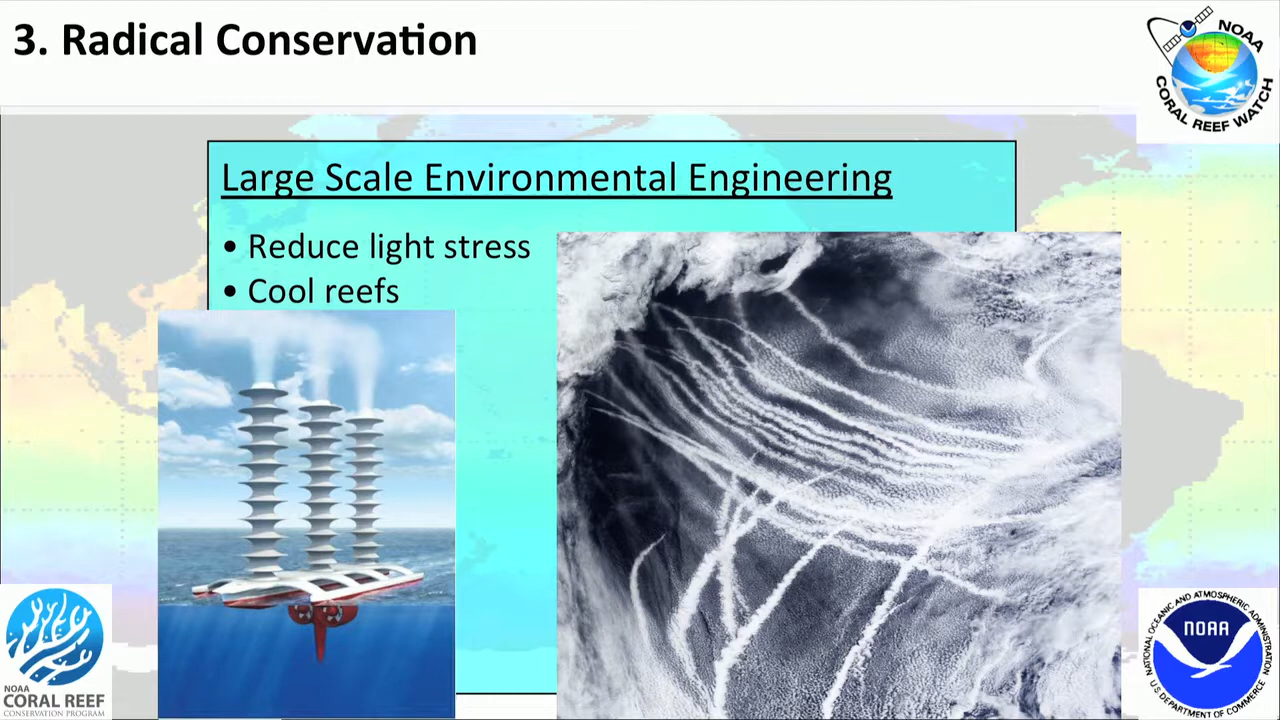 3. Radical Conservation
NOAA
CORAL REEF WATCH
Large Scale Environmental Engineering
• Reduce light stress
• Cool reefs
NOAA
CORAL REEF
CONSERVATION PROGRAM
NATIONAL OCEANIC AND ATMOSPHERIC ADMINISTRATION
NOAA
U.S. DEPARTMENT OF COMMERCE